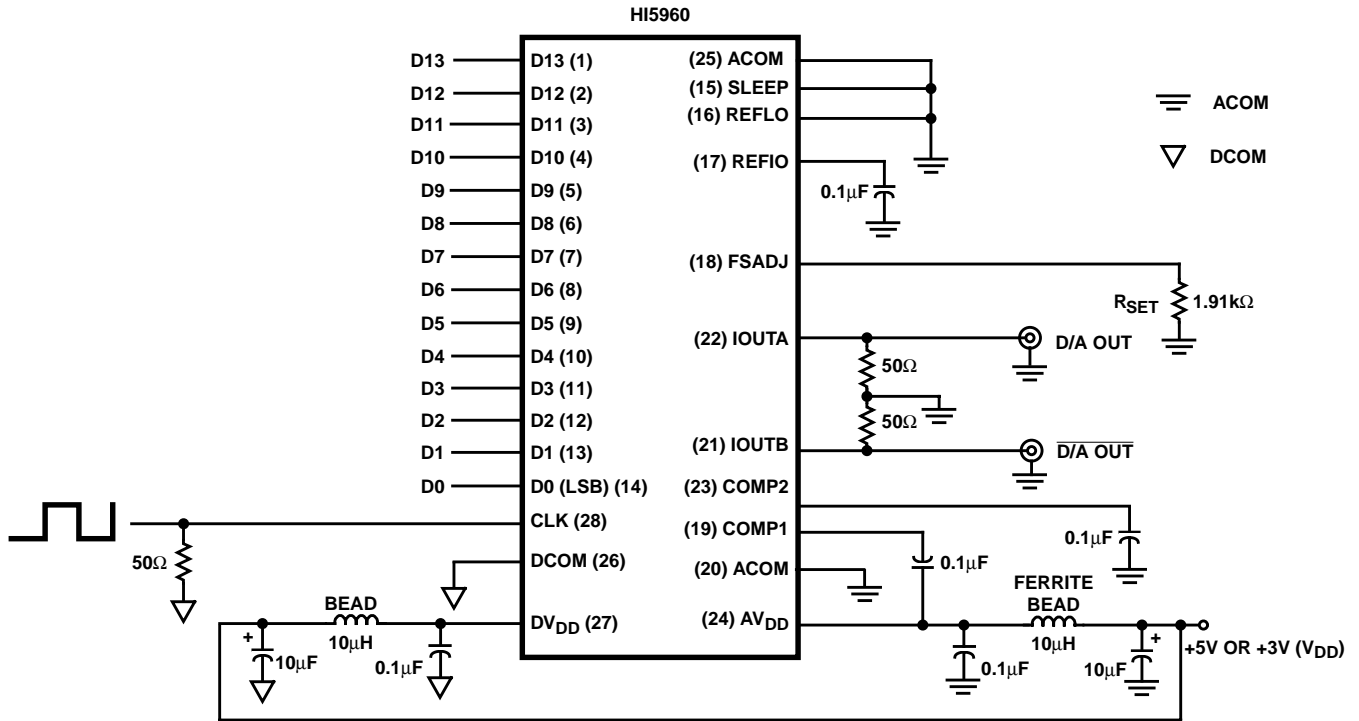 HI5960
D13
D12
D11
D10
D9
D8
D7
D6
D5
D4
D3
D2
D1
D0
D13 (1)
D12 (2)
D11 (3)
D10 (4)
D9 (5)
D8 (6)
D7 (7)
D6 (8)
D5 (9)
D4 (10)
D3 (11)
D2 (12)
D1 (13)
D0 (LSB) (14)
CLK (28)
DCOM (26)
DVDD (27)
(25) ACOM
(15) SLEEP
(16) REFLO
(17) REFIO
(18) FSADJ
(22) IOUTA
(21) IOUTB
(23) COMP2
(19) COMP1
(20) ACOM
(24) AVDD
ACOM
DCOM
0.1μF
RSET
1.91kΩ
D/A OUT
50Ω
50Ω
D/A OUT
0.1μF
0.1μF
FERRITE
BEAD
10μH
0.1μF
10μF
+
+5V OR +3V (VDD)
50Ω
BEAD
10μH
+
10μF
0.1μF